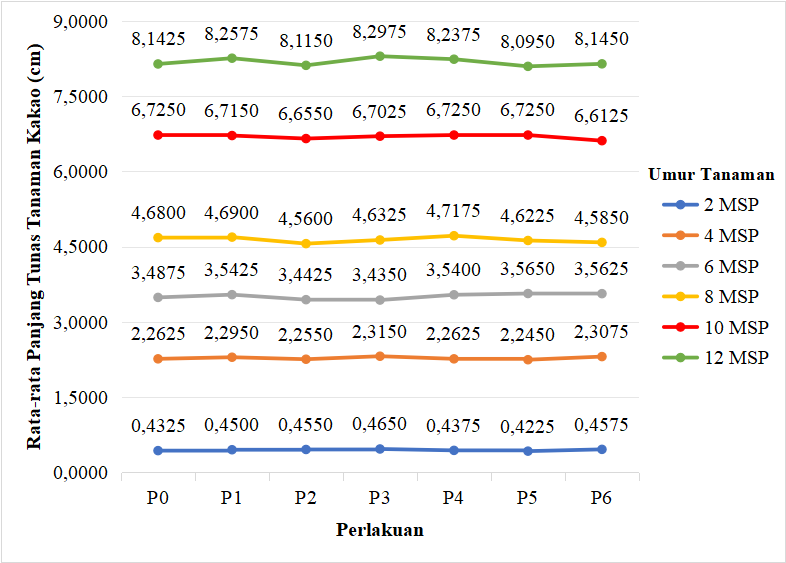 Rata-rata Panjang Tunas Tanaman Kakao (cm)
9,0000
7,5000
6,0000
4,5000
3,0000
1,5000
0,0000
8,1425 8,2575 8,1150 8,2975 8,2375 8,0950 8,1450
6,7250 6,7150 6,6550 6,7025 6,7250 6,7250 6,6125
4,6800 4,6900 4,5600 4,6325 4,7175 4,6225 4,5850
3,4875 3,5425 3,4425 3,4350 3,5400 3,5650 3,5625
2,2625 2,2950 2,2550 2,3150 2,2625 2,2450 2,3075
0,4325 0,4500 0,4550 0,4650 0,4375 0,4225 0,4575
P0 P1 P2 P3 P4 P5 P6
Perlakuan
Umur Tanaman
2 MSP
4 MSP
6 MSP
8 MSP
10 MSP
12 MSP